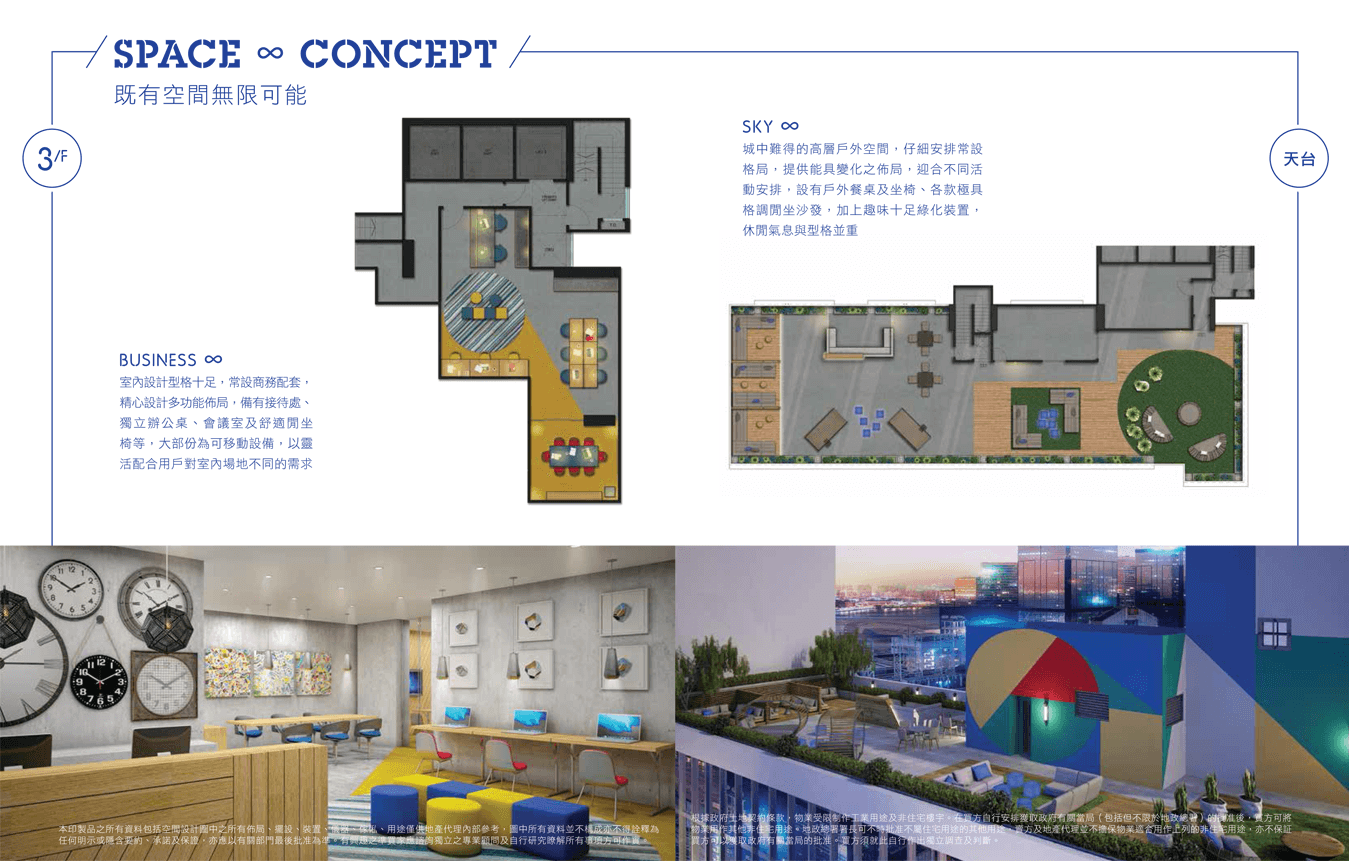 SPACE ∞ CONCEPT
既有空間無限可能
3/F
天台
BUSINESS ∞
室內設計型格十足，常設商務配套，
精心設計多功能佈局，備有接待處、
獨立辦公桌、會議室及舒適閒坐
椅等，大部份為可移動設備，以靈
活配合用戶對室內場地不同的需求
SKY ∞
城中難得的高層戶外空間，仔細安排常設
格局，提供能具變化之佈局，迎合不同活
動安排，設有戶外餐桌及坐椅、各款極具
格調閒坐沙發，加上趣味十足綠化裝置，
休閒氣息與型格並重
本印製品之所有資料包括空間設計圖中之所有佈局、擺設、裝置、儀器、傢俬、用途僅供地產代理內部參考，圖中所有資料並不構成亦不得詮釋為
任何明示或隱含要約、承諾及保證，亦應以有關部門最後批准為準。有興趣之準買家應諮詢獨立之專業顧問及自行研究瞭解所有事項方可作實。
根據政府土地契約條款，物業受限制作工業用途及非住宅樓宇。在買方自行安排獲取政府有關當局（包括但不限於地政總署）的批准後，買方可將
物業用作其他非住宅用途。地政總署署長可不時批准不屬住宅用途的其他用途。賣方及地產代理並不擔保物業適合用作上列的非住宅用途，亦不保証
買方可以獲取政府有關當局的批准。買方須就此自行作出獨立調查及判斷。